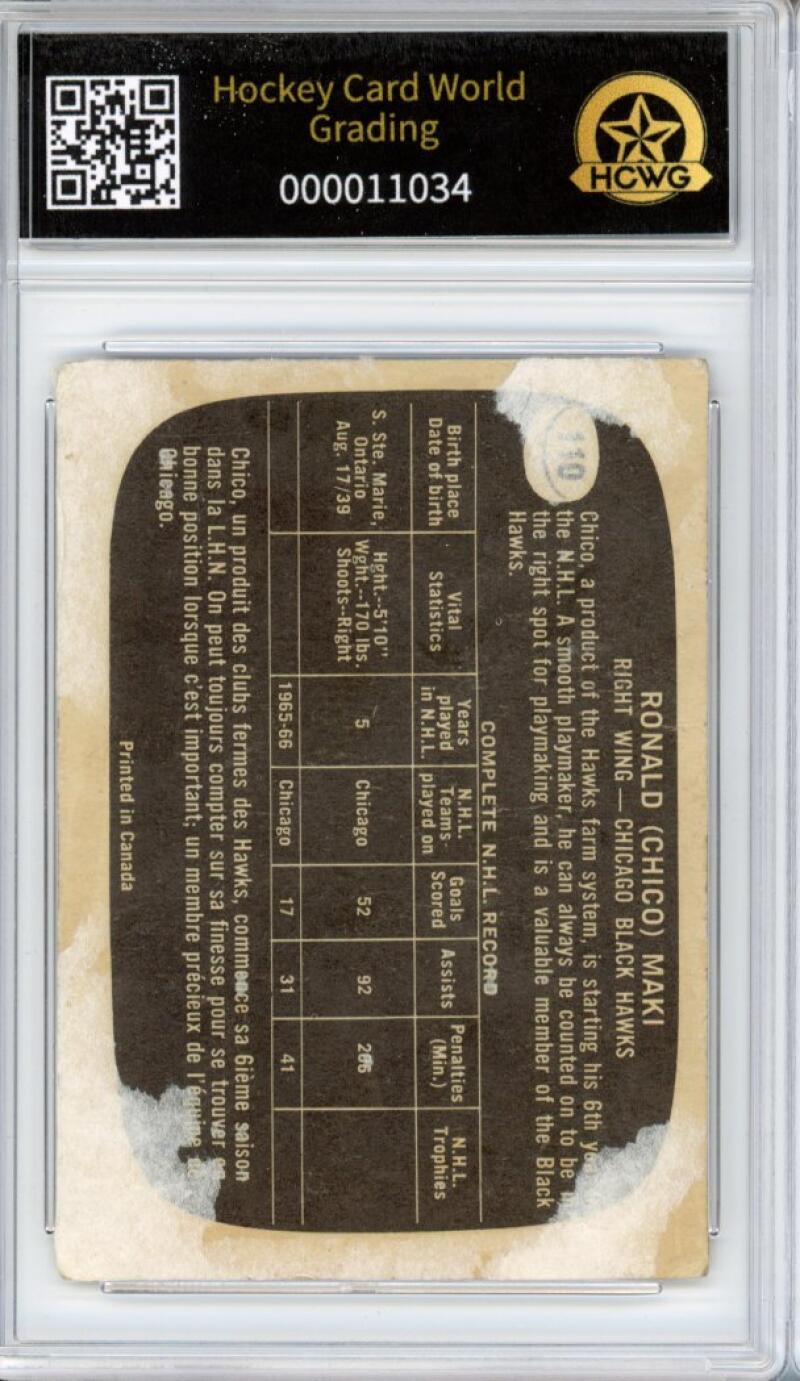 Hockey Card World
Grading
000011034
HCWG
110
RONALD (CHICO) MAKI
RIGHT WING — CHICAGO BLACK HAWKS
Chico, a product of the Hawks farm system, is starting his 6th
the N.H.L. A smooth playmaker, he can always be counted on to be
the right spot for playmaking and is a valuable member of the Black
Hawks.
COMPLETE N.H.L. RECORD
Birth place
Date of birth
Vital
Statistics
Years
played
in N.H.L.
N.H.L.
Teams
played on
Goals
Scored
Assists
Penalties
(Min.)
N.H.L.
Trophies
S. Ste. Marie,
Ontario
Aug. 17/39
Hght.--5'10"
Wght.--170 lbs.
Shoots--Right
5
Chicago
52
92
1965-66
Chicago
17
31
41
Chico, un produit des clubs fermes des Hawks, commence sa 6ième saison
dans la L.H.N. On peut toujours compter sur sa finesse pour se trouver
bonne position lorsque c'est important; un membre précieux de l'équipe
Chicago.
Printed in Canada